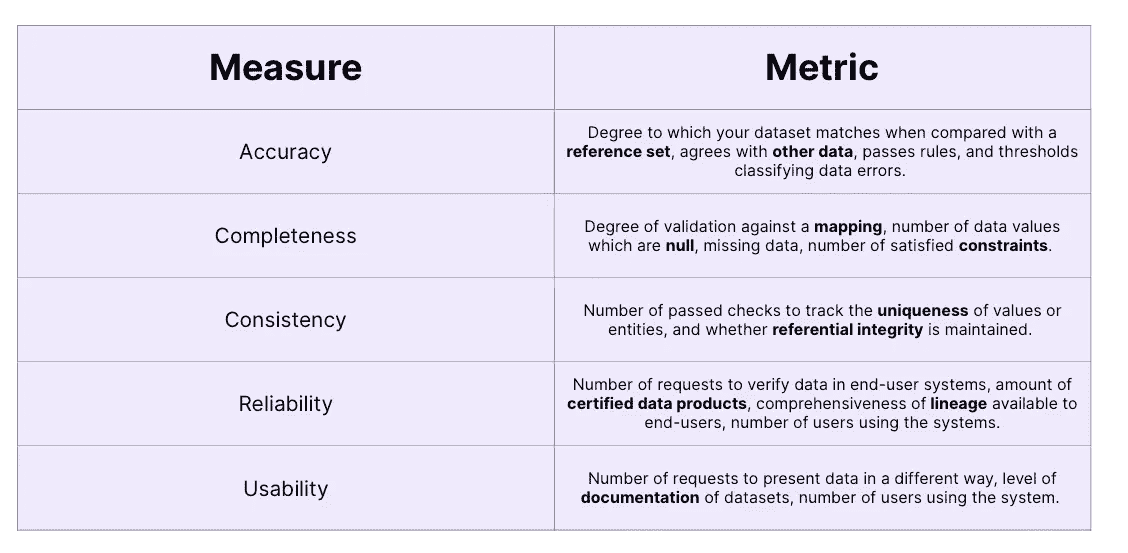 Measure
Metric
Accuracy
Degree to which your dataset matches when compared with a
reference set, agrees with other data, passes rules, and thresholds
classifying data errors.
Completeness
Degree of validation against a mapping, number of data values
which are null, missing data, number of satisfied constraints.
Consistency
Number of passed checks to track the uniqueness of values or
entities, and whether referential integrity is maintained.
Reliability
Number of requests to verify data in end-user systems, amount of
certified data products, comprehensiveness of lineage available to
end-users, number of users using the systems.
Usability
Number of requests to present data in a different way, level of
documentation of datasets, number of users using the system.